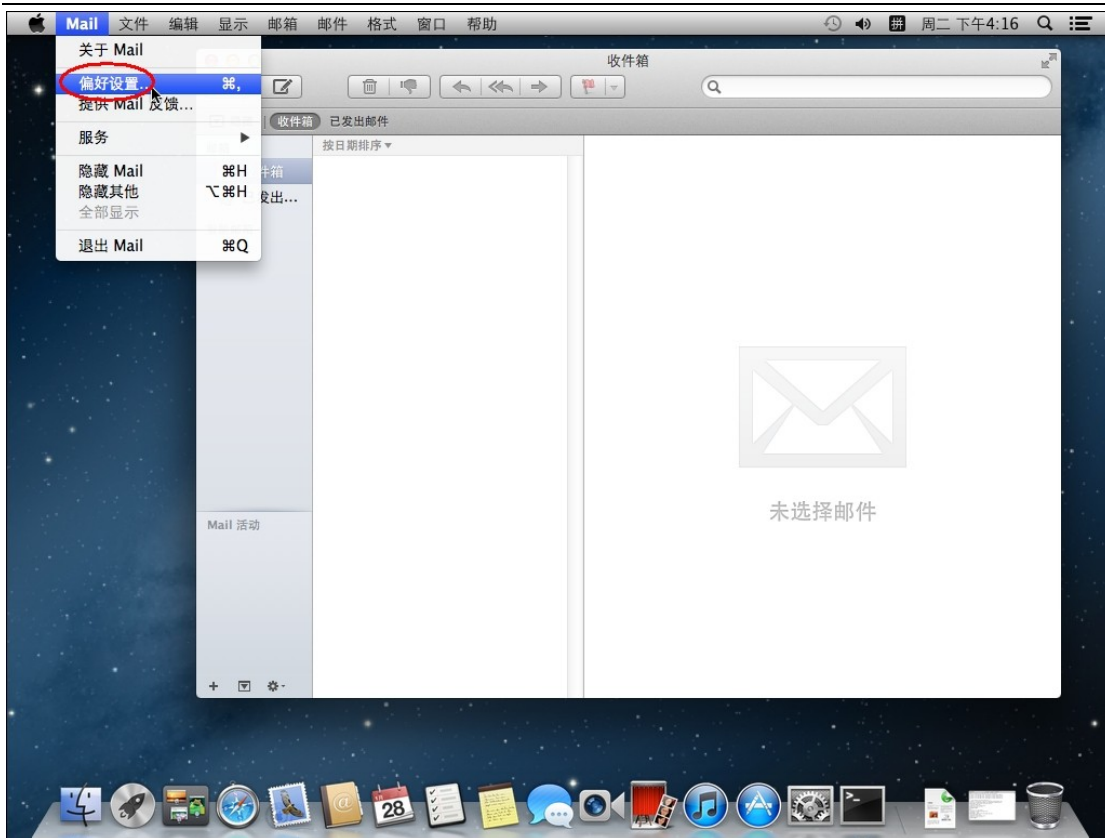 Mail 文件 编辑 显示 邮箱 邮件 格式 窗口 帮助 周二 下午4:16
关于 Mail
偏好设置... ⌘,
提供 Mail 反馈...
服务
隐藏 Mail ⌘H
隐藏其他 ⌥⌘H
全部显示
退出 Mail ⌘Q
收件箱
收件箱 已发出邮件
按日期排序
件箱
发出...
未选择邮件
Mail 活动
28